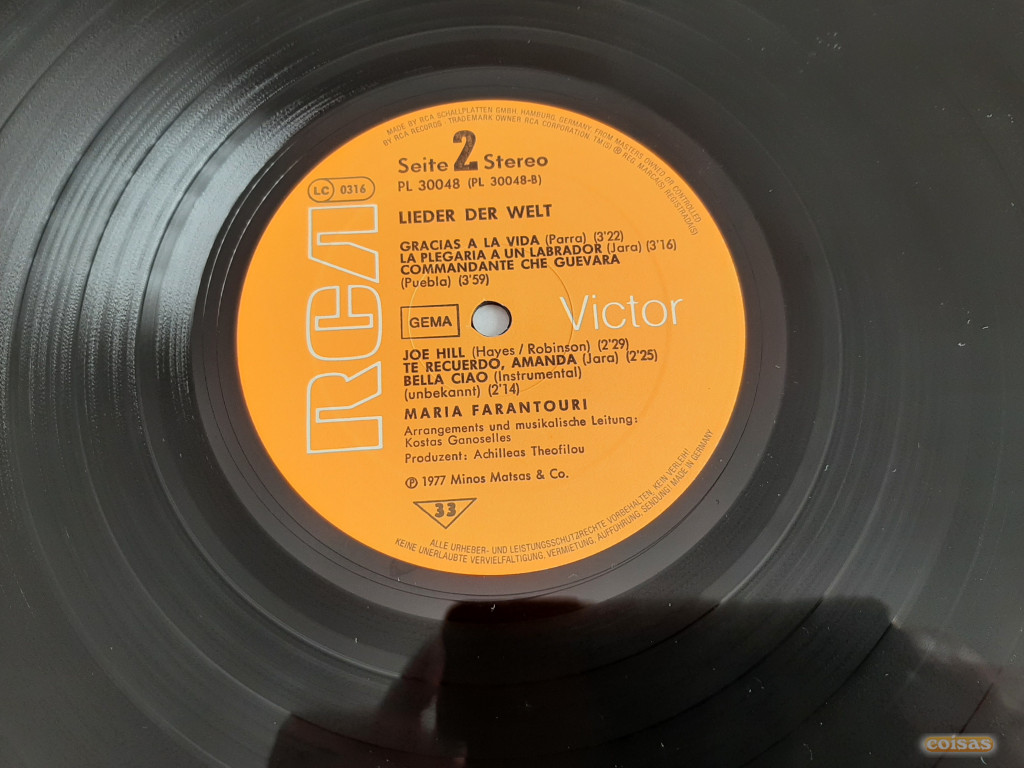 MADE BY RCA SCHALLPLATTEN GMBH. HAMBURG, GERMANY, FROM MASTERS OWNED OR CONTROLLED
BY RCA RECORDS TRADEMARK OWNER RCA CORPORATION. TM(S) ® REG. MARCA(S) REGISTRADA(S)
Seite 2 Stereo
PL 30048 (PL 30048-B)
LC 0316
RCA
LIEDER DER WELT
GRACIAS A LA VIDA (Parra) (3'22)
LA PLEGARIA A UN LABRADOR (Jara) (3'16)
COMMANDANTE CHE GUEVARA
(Puebla) (3'59)
GEMA
Victor
JOE HILL (Hayes/Robinson) (2'29)
TE RECUERDO, AMANDA (Jara) (2'25)
BELLA CIAO (Instrumental)
(unbekannt) (2'14)
MARIA FARANTOURI
Arrangements und musikalische Leitung:
Kostas Ganoselles
Produzent: Achilleas Theofilou
℗ 1977 Minos Matsas & Co.
33
ALLE URHEBER- UND LEISTUNGSSCHUTZRECHTE VORBEHALTEN. KEIN VERLEIH!
KEINE UNERLAUBTE VERVIELFÄLTIGUNG, VERMIETUNG, AUFFÜHRUNG, SENDUNG! MADE IN GERMANY
coisas